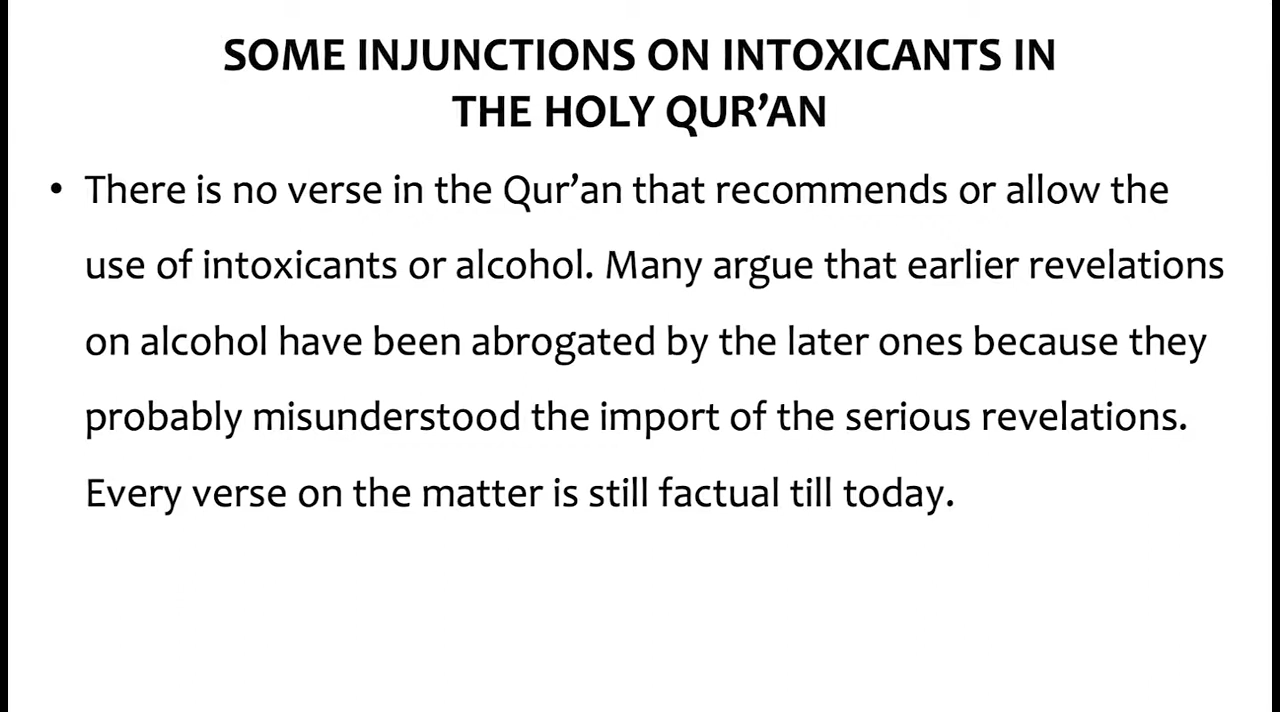 SOME INJUNCTIONS ON INTOXICANTS IN
THE HOLY QUR’AN
• There is no verse in the Qur’an that recommends or allow the
use of intoxicants or alcohol. Many argue that earlier revelations
on alcohol have been abrogated by the later ones because they
probably misunderstood the import of the serious revelations.
Every verse on the matter is still factual till today.